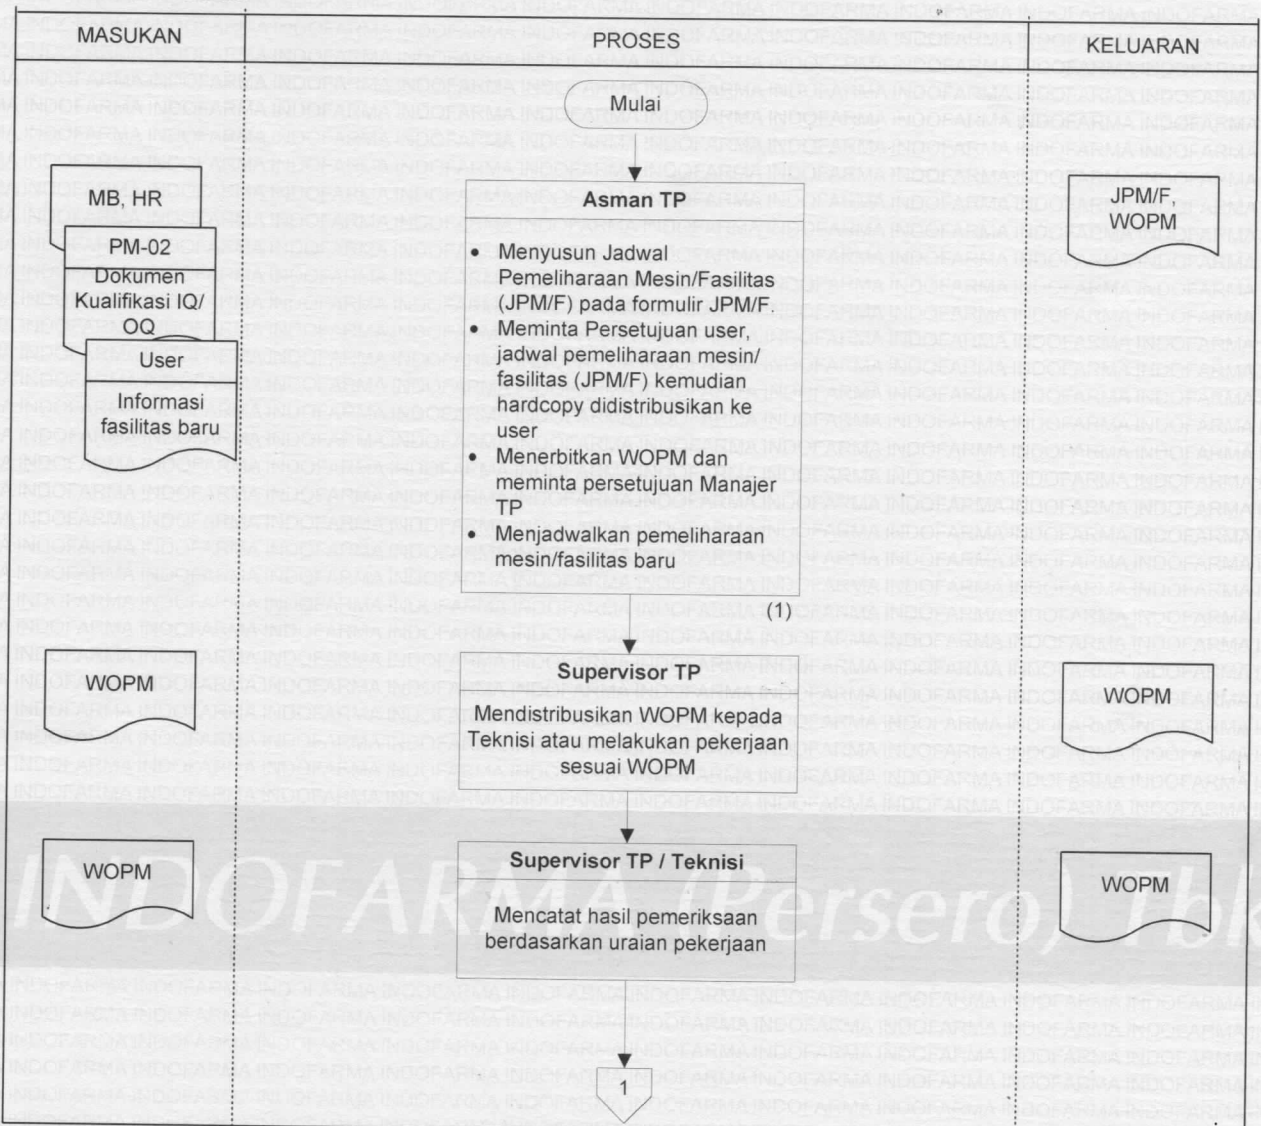 MASUKAN
PROSES
KELUARAN
Mulai
MB, HR
PM-02
Dokumen
Kualifikasi IQ/
OQ
User
Informasi
fasilitas baru
Asman TP
• Menyusun Jadwal
Pemeliharaan Mesin/Fasilitas
(JPM/F) pada formulir JPM/F
• Meminta Persetujuan user,
jadwal pemeliharaan mesin/
fasilitas (JPM/F) kemudian
hardcopy didistribusikan ke
user
• Menerbitkan WOPM dan
meminta persetujuan Manajer
TP
• Menjadwalkan pemeliharaan
mesin/fasilitas baru
(1)
JPM/F,
WOPM
WOPM
Supervisor TP
Mendistribusikan WOPM kepada
Teknisi atau melakukan pekerjaan
sesuai WOPM
WOPM
WOPM
Supervisor TP / Teknisi
Mencatat hasil pemeriksaan
berdasarkan uraian pekerjaan
WOPM
INDOFARMA (Persero) Tbk
1